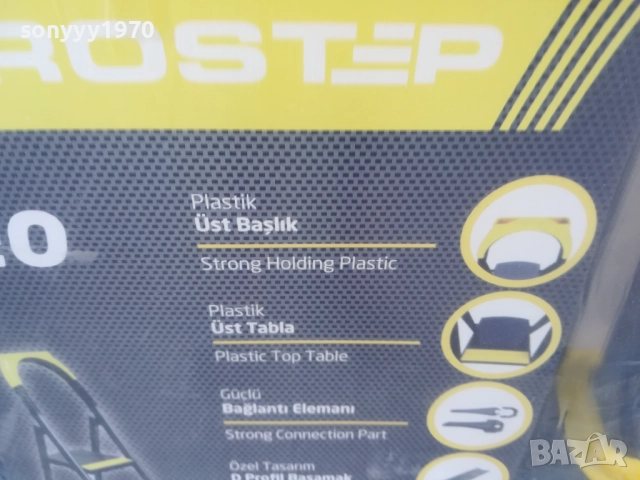 sonyyy1970
ROSTEP
Plastik
Üst Başlık
Strong Holding Plastic
Plastik
Üst Tabla
Plastic Top Table
Güçlü
Bağlantı Elemanı
Strong Connection Part
Özel Tasarım
D Profil Basamak
BAZAR